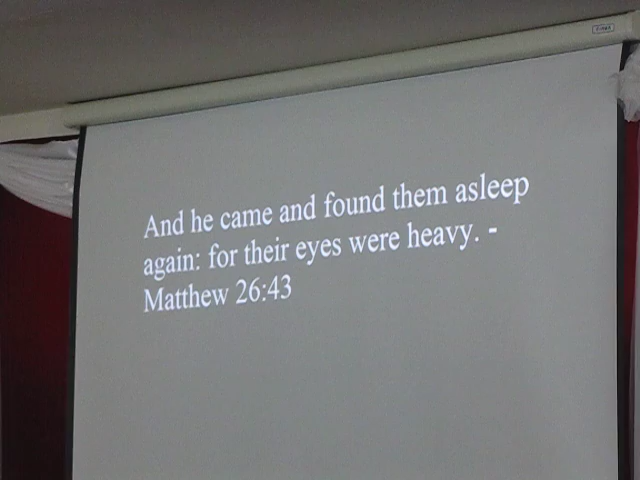 And he came and found them asleep
again: for their eyes were heavy. -
Matthew 26:43